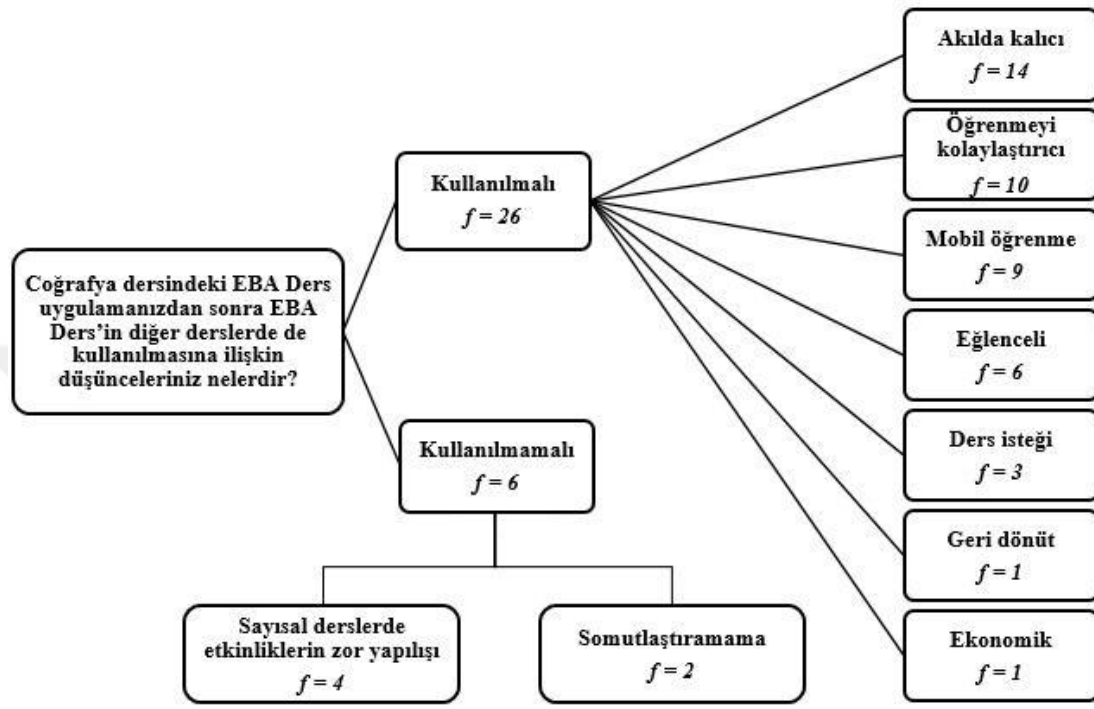 Coğrafya dersindeki EBA Ders
uygulamanızdan sonra EBA
Ders’in diğer derslerde de
kullanılmasına ilişkin
düşünceleriniz nelerdir?
Kullanılmalı
f = 26
Akılda kalıcı
f = 14
Öğrenmeyi
kolaylaştırıcı
f = 10
Mobil öğrenme
f = 9
Eğlenceli
f = 6
Ders isteği
f = 3
Geri dönüt
f = 1
Ekonomik
f = 1
Kullanılmamalı
f = 6
Sayısal derslerde
etkinliklerin zor yapılışı
f = 4
Somutlaştıramama
f = 2